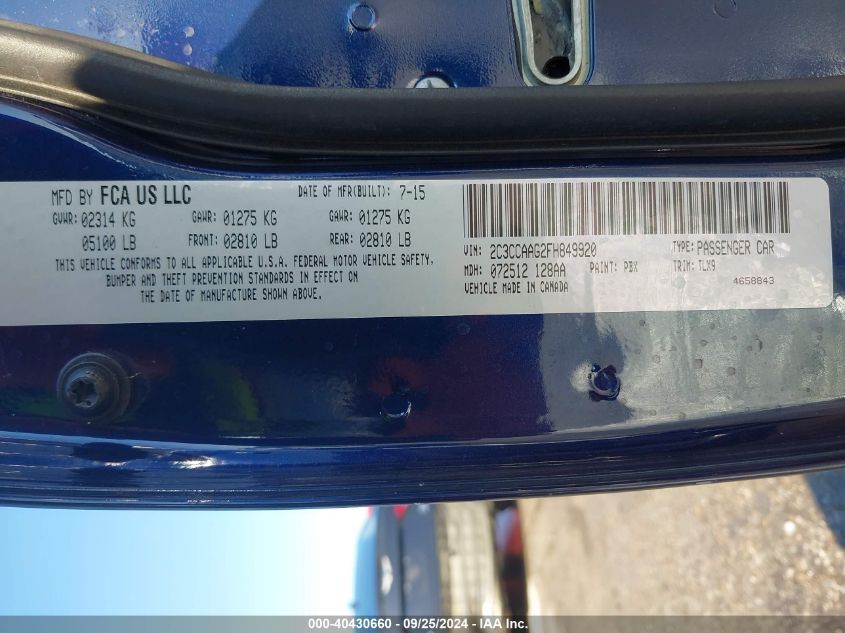 MFD BY FCA US LLC DATE OF MFR(BUILT): 7-15
GVWR: 02314 KG GAWR: 01275 KG GAWR: 01275 KG
05100 LB FRONT: 02810 LB REAR: 02810 LB
THIS VEHICLE CONFORMS TO ALL APPLICABLE U.S.A. FEDERAL MOTOR VEHICLE SAFETY,
BUMPER AND THEFT PREVENTION STANDARDS IN EFFECT ON
THE DATE OF MANUFACTURE SHOWN ABOVE.
VIN: 2C3CCAAG2FH849920 TYPE: PASSENGER CAR
MDH: 072512 128AA PAINT: PBX TRIM: TLX9
VEHICLE MADE IN CANADA 4658843
000-40430660 - 09/25/2024 - IAA, Inc.